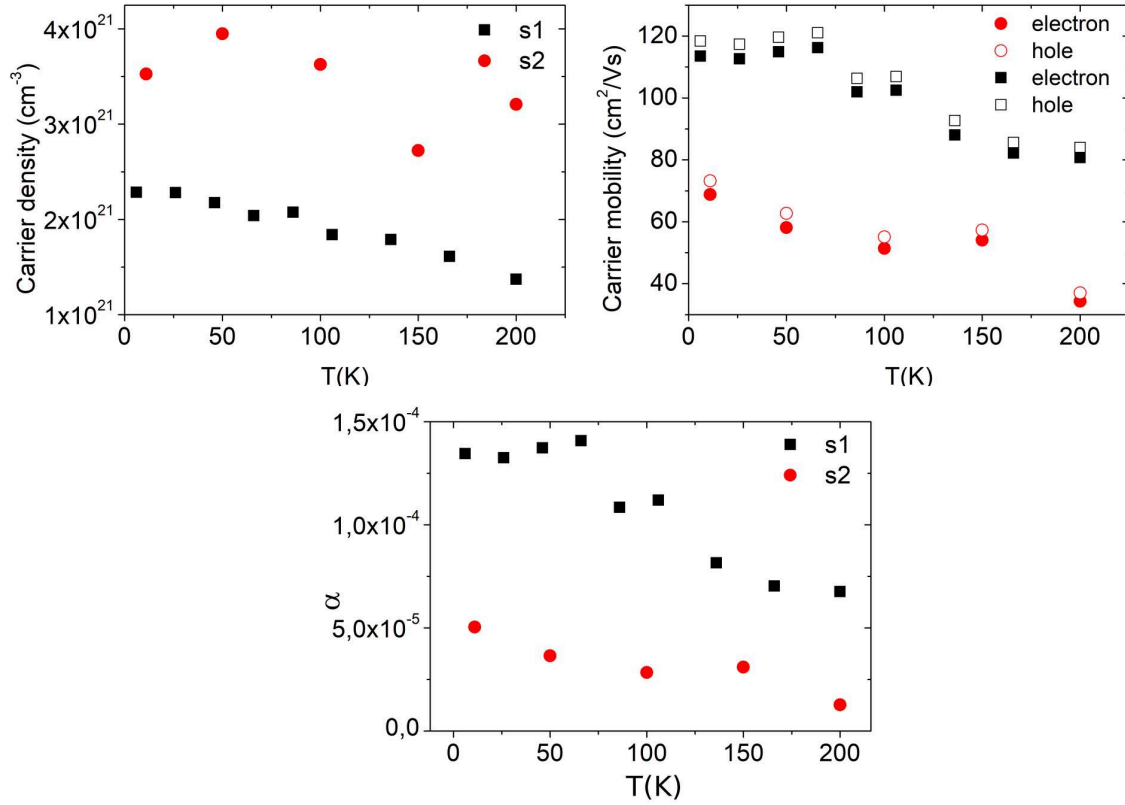 4x10²¹
3x10²¹
2x10²¹
1x10²¹
Carrier density (cm⁻³)
s1
s2
0 50 100 150 200
T(K)
120
100
80
60
40
Carrier mobility (cm²/Vs)
electron
hole
electron
hole
0 50 100 150 200
T(K)
1,5x10⁻⁴
1,0x10⁻⁴
5,0x10⁻⁵
0,0
α
s1
s2
0 50 100 150 200
T(K)